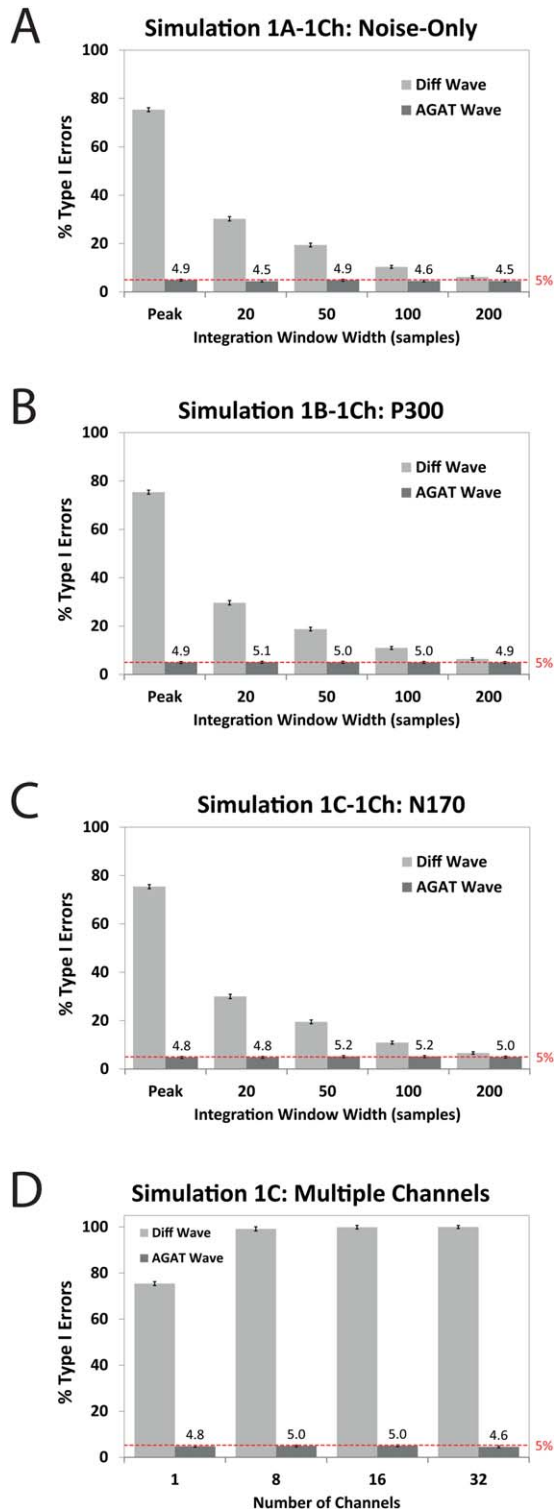 A
Simulation 1A-1Ch: Noise-Only
% Type I Errors
100
80
60
40
20
0
Diff Wave
AGAT Wave
4.9
4.5
4.9
4.6
4.5
5%
Peak
20
50
100
200
Integration Window Width (samples)
B
Simulation 1B-1Ch: P300
% Type I Errors
100
80
60
40
20
0
Diff Wave
AGAT Wave
4.9
5.1
5.0
5.0
4.9
5%
Peak
20
50
100
200
Integration Window Width (samples)
C
Simulation 1C-1Ch: N170
% Type I Errors
100
80
60
40
20
0
Diff Wave
AGAT Wave
4.8
4.8
5.2
5.2
5.0
5%
Peak
20
50
100
200
Integration Window Width (samples)
D
Simulation 1C: Multiple Channels
% Type I Errors
100
80
60
40
20
0
Diff Wave
AGAT Wave
4.8
5.0
5.0
4.6
5%
1
8
16
32
Number of Channels